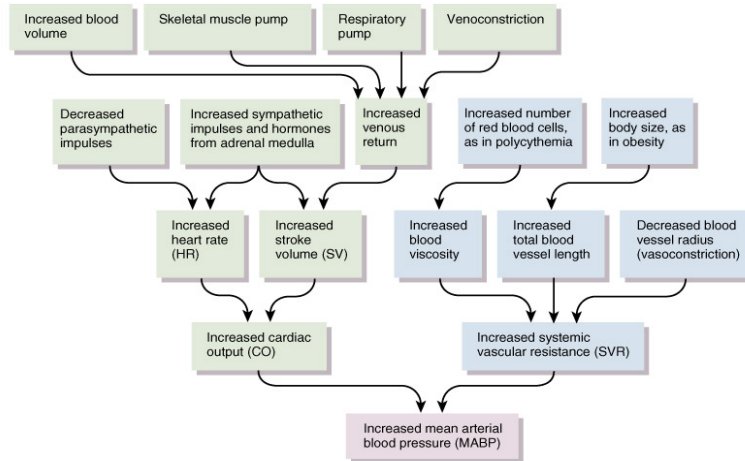 Increased blood
volume
Skeletal muscle pump
Respiratory
pump
Venoconstriction
Decreased
parasympathetic
impulses
Increased sympathetic
impulses and hormones
from adrenal medulla
Increased
venous
return
Increased number
of red blood cells,
as in polycythemia
Increased
body size, as
in obesity
Increased
heart rate
(HR)
Increased
stroke
volume (SV)
Increased
blood
viscosity
Increased
total blood
vessel length
Decreased blood
vessel radius
(vasoconstriction)
Increased cardiac
output (CO)
Increased systemic
vascular resistance (SVR)
Increased mean arterial
blood pressure (MABP)